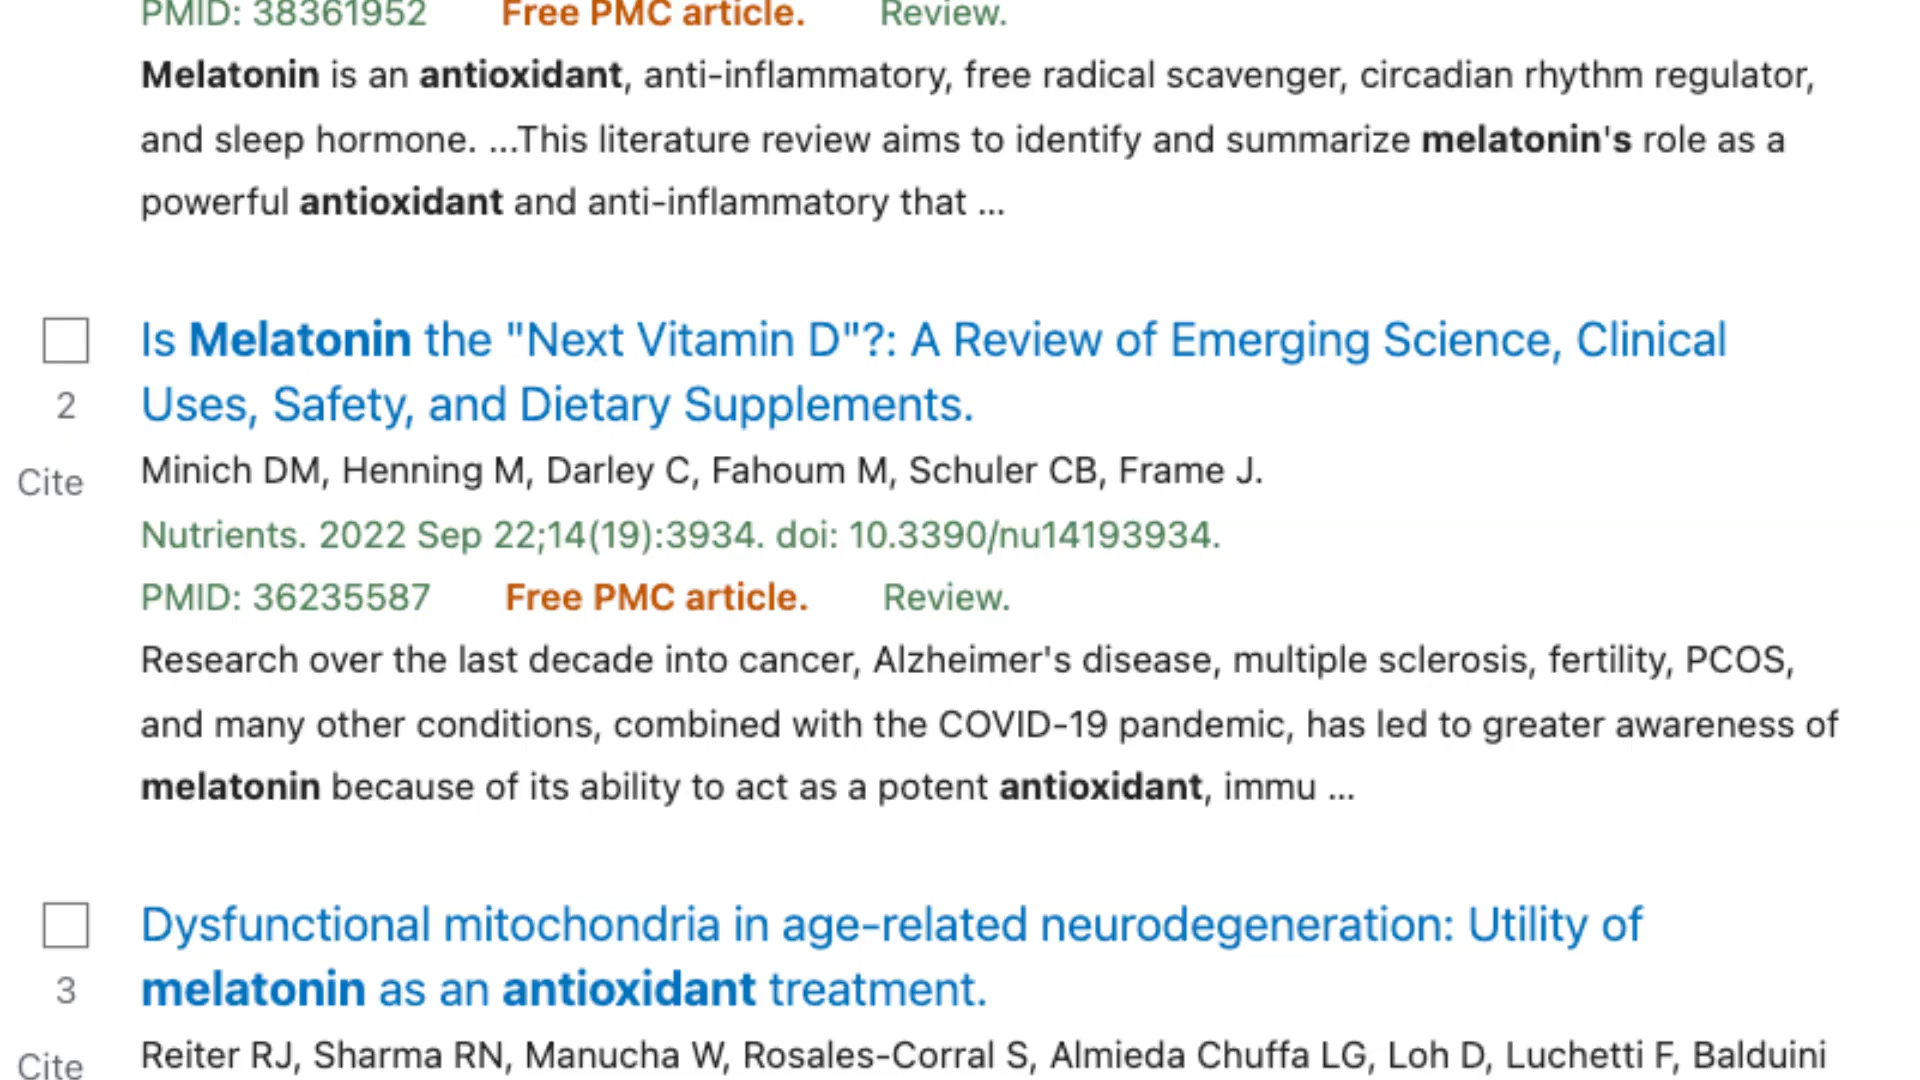 PMID: 38361952 Free PMC article. Review.
Melatonin is an antioxidant, anti-inflammatory, free radical scavenger, circadian rhythm regulator,
and sleep hormone. ...This literature review aims to identify and summarize melatonin's role as a
powerful antioxidant and anti-inflammatory that ...
Is Melatonin the "Next Vitamin D"?: A Review of Emerging Science, Clinical
2 Uses, Safety, and Dietary Supplements.
Cite Minich DM, Henning M, Darley C, Fahoum M, Schuler CB, Frame J.
Nutrients. 2022 Sep 22;14(19):3934. doi: 10.3390/nu14193934.
PMID: 36235587 Free PMC article. Review.
Research over the last decade into cancer, Alzheimer's disease, multiple sclerosis, fertility, PCOS,
and many other conditions, combined with the COVID-19 pandemic, has led to greater awareness of
melatonin because of its ability to act as a potent antioxidant, immu ...
Dysfunctional mitochondria in age-related neurodegeneration: Utility of
3 melatonin as an antioxidant treatment.
Cite Reiter RJ, Sharma RN, Manucha W, Rosales-Corral S, Almieda Chuffa LG, Loh D, Luchetti F, Balduini